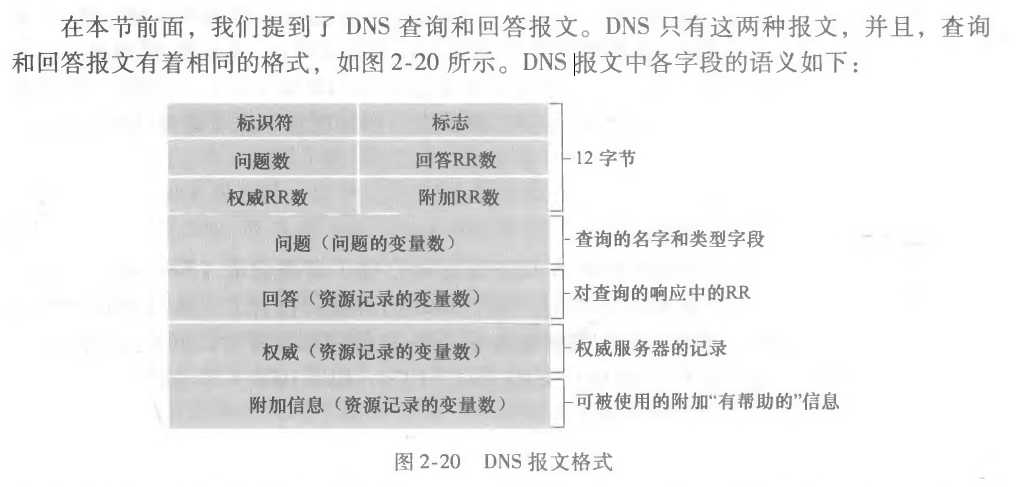 在本节前面，我们提到了 DNS 查询和回答报文。DNS 只有这两种报文，并且，查询
和回答报文有着相同的格式，如图 2-20 所示。DNS 报文中各字段的语义如下：
标识符 标志
问题数 回答RR数
12 字节
权威RR数 附加RR数
问题（问题的变量数） 查询的名字和类型字段
回答（资源记录的变量数） 对查询的响应中的RR
权威（资源记录的变量数） 权威服务器的记录
附加信息（资源记录的变量数） 可被使用的附加“有帮助的”信息
图 2-20 DNS 报文格式